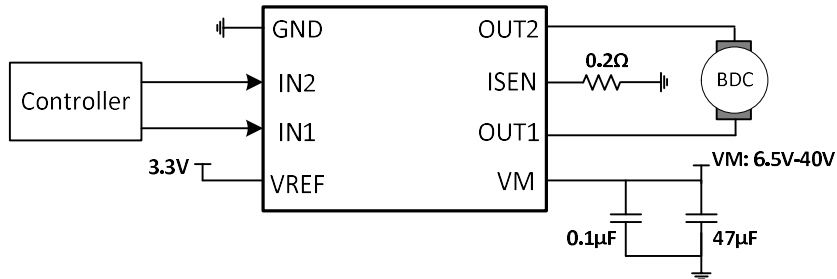 GND
OUT2
0.2Ω
Controller
IN2
ISEN
BDC
IN1
OUT1
3.3V
VREF
VM
VM: 6.5V-40V
0.1μF
47μF